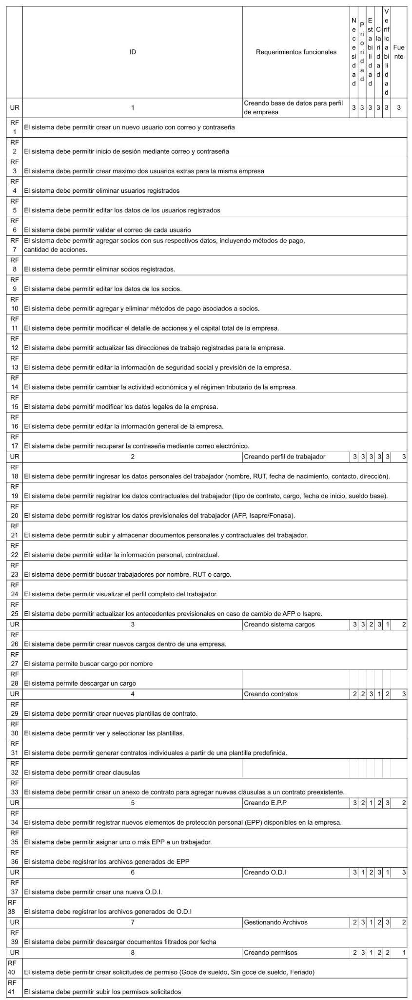 ID
Requerimientos funcionales
Necesidad
Prioridad
Estabilidad
Claridad
Verificabilidad
Fuente
UR 1 Creando base de datos para perfil de empresa 3 3 3 3 3 3
RF 1 El sistema debe permitir crear un nuevo usuario con correo y contraseña
RF 2 El sistema debe permitir inicio de sesión mediante correo y contraseña
RF 3 El sistema debe permitir crear maximo dos usuarios extras para la misma empresa
RF 4 El sistema debe permitir eliminar usuarios registrados
RF 5 El sistema debe permitir editar los datos de los usuarios registrados
RF 6 El sistema debe permitir validar el correo de cada usuario
RF 7 El sistema debe permitir agregar socios con sus respectivos datos, incluyendo métodos de pago,
cantidad de acciones.
RF 8 El sistema debe permitir eliminar socios registrados.
RF 9 El sistema debe permitir editar los datos de los socios.
RF 10 El sistema debe permitir agregar y eliminar métodos de pago asociados a socios.
RF 11 El sistema debe permitir modificar el detalle de acciones y el capital total de la empresa.
RF 12 El sistema debe permitir actualizar las direcciones de trabajo registradas para la empresa.
RF 13 El sistema debe permitir editar la información de seguridad social y previsión de la empresa.
RF 14 El sistema debe permitir cambiar la actividad económica y el régimen tributario de la empresa.
RF 15 El sistema debe permitir modificar los datos legales de la empresa.
RF 16 El sistema debe permitir editar la información general de la empresa.
RF 17 El sistema debe permitir recuperar la contraseña mediante correo electrónico.
UR 2 Creando perfil de trabajador 3 3 3 3 3 3
RF 18 El sistema debe permitir ingresar los datos personales del trabajador (nombre, RUT, fecha de nacimiento, contacto, dirección).
RF 19 El sistema debe permitir registrar los datos contractuales del trabajador (tipo de contrato, cargo, fecha de inicio, sueldo base).
RF 20 El sistema debe permitir registrar los datos previsionales del trabajador (AFP, Isapre/Fonasa).
RF 21 El sistema debe permitir subir y almacenar documentos personales y contractuales del trabajador.
RF 22 El sistema debe permitir editar la información personal, contractual.
RF 23 El sistema debe permitir buscar trabajadores por nombre, RUT o cargo.
RF 24 El sistema debe permitir visualizar el perfil completo del trabajador.
RF 25 El sistema debe permitir actualizar los antecedentes previsionales en caso de cambio de AFP o Isapre.
UR 3 Creando sistema cargos 3 3 2 3 1 2
RF 26 El sistema debe permitir crear nuevos cargos dentro de una empresa.
RF 27 El sistema permite buscar cargo por nombre
RF 28 El sistema permite descargar un cargo
UR 4 Creando contratos 2 2 3 1 2 3
RF 29 El sistema debe permitir crear nuevas plantillas de contrato.
RF 30 El sistema debe permitir ver y seleccionar las plantillas.
RF 31 El sistema debe permitir generar contratos individuales a partir de una plantilla predefinida.
RF 32 El sistema debe permitir crear clausulas
RF 33 El sistema debe permitir crear un anexo de contrato para agregar nuevas cláusulas a un contrato preexistente.
UR 5 Creando E.P.P 3 2 1 2 3 2
RF 34 El sistema debe permitir registrar nuevos elementos de protección personal (EPP) disponibles en la empresa.
RF 35 El sistema debe permitir asignar uno o más EPP a un trabajador.
RF 36 El sistema debe registrar los archivos generados de EPP
UR 6 Creando O.D.I 3 1 2 3 1 3
RF 37 El sistema debe permitir crear una nueva O.D.I.
RF 38 El sistema debe registrar los archivos generados de O.D.I
UR 7 Gestionando Archivos 2 3 1 2 3 2
RF 39 El sistema debe permitir descargar documentos filtrados por fecha
UR 8 Creando permisos 2 3 1 2 2 1
RF 40 El sistema debe permitir crear solicitudes de permiso (Goce de sueldo, Sin goce de sueldo, Feriado)
RF 41 El sistema debe permitir subir los permisos solicitados